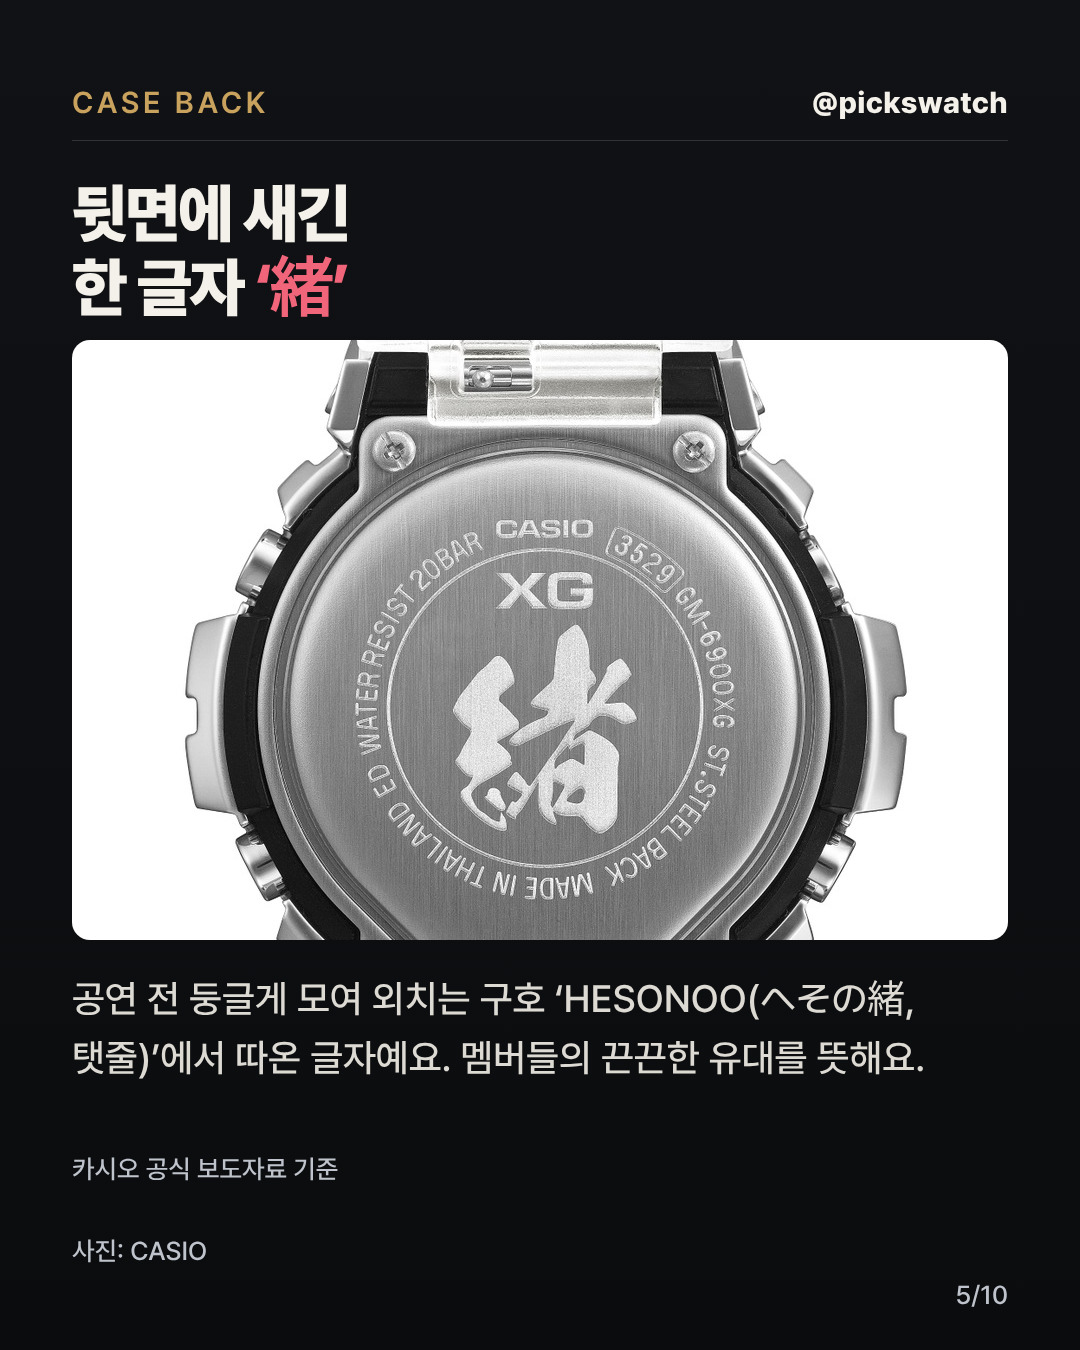 CASE BACK
@pickswatch
뒷면에 새긴
한 글자 ‘緖’
CASIO
WATER RESIST 20BAR
3529
GM-6900XG ST.STEEL BACK MADE IN THAILAND ED
XG
緖
공연 전 둥글게 모여 외치는 구호 ‘HESONOO(へその緒,
탯줄)’에서 따온 글자예요. 멤버들의 끈끈한 유대를 뜻해요.
카시오 공식 보도자료 기준
사진: CASIO
5/10